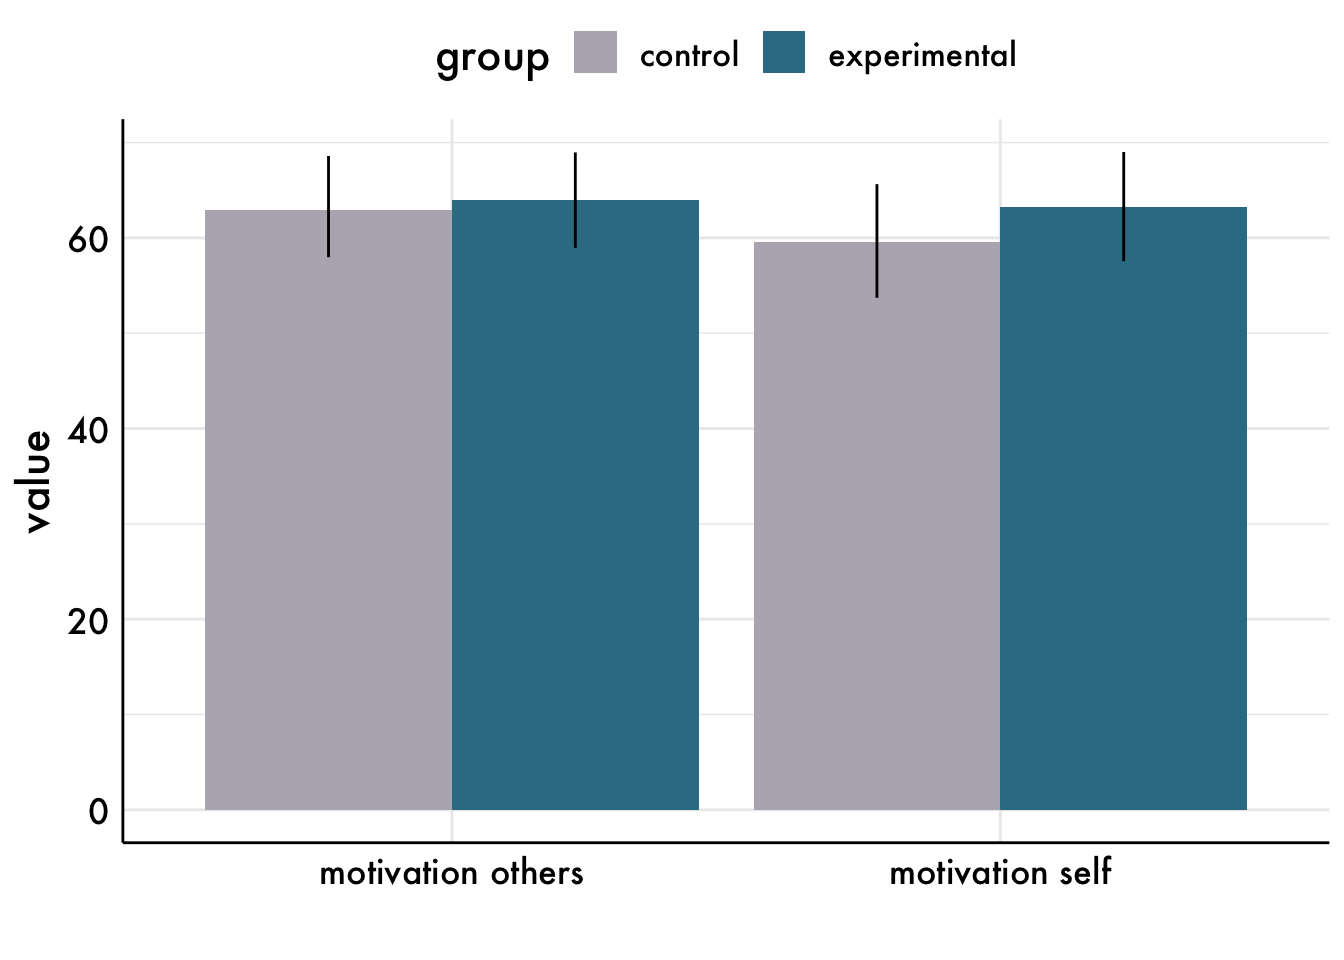 group control experimental
value
60
40
20
0
motivation others motivation self